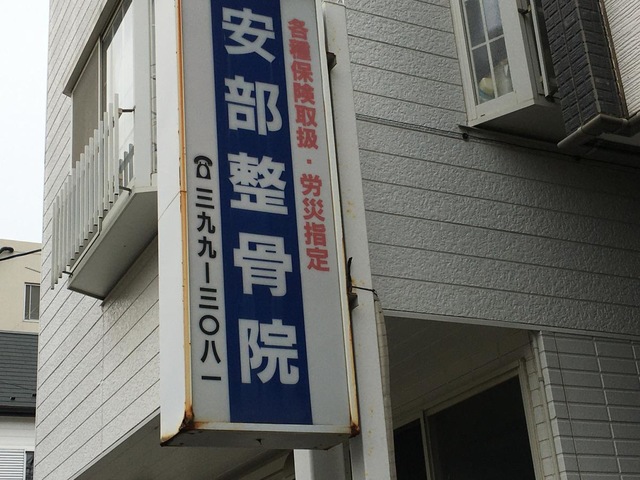 各種保険取扱・労災指定
安部整骨院
☎三九九ー三〇八一